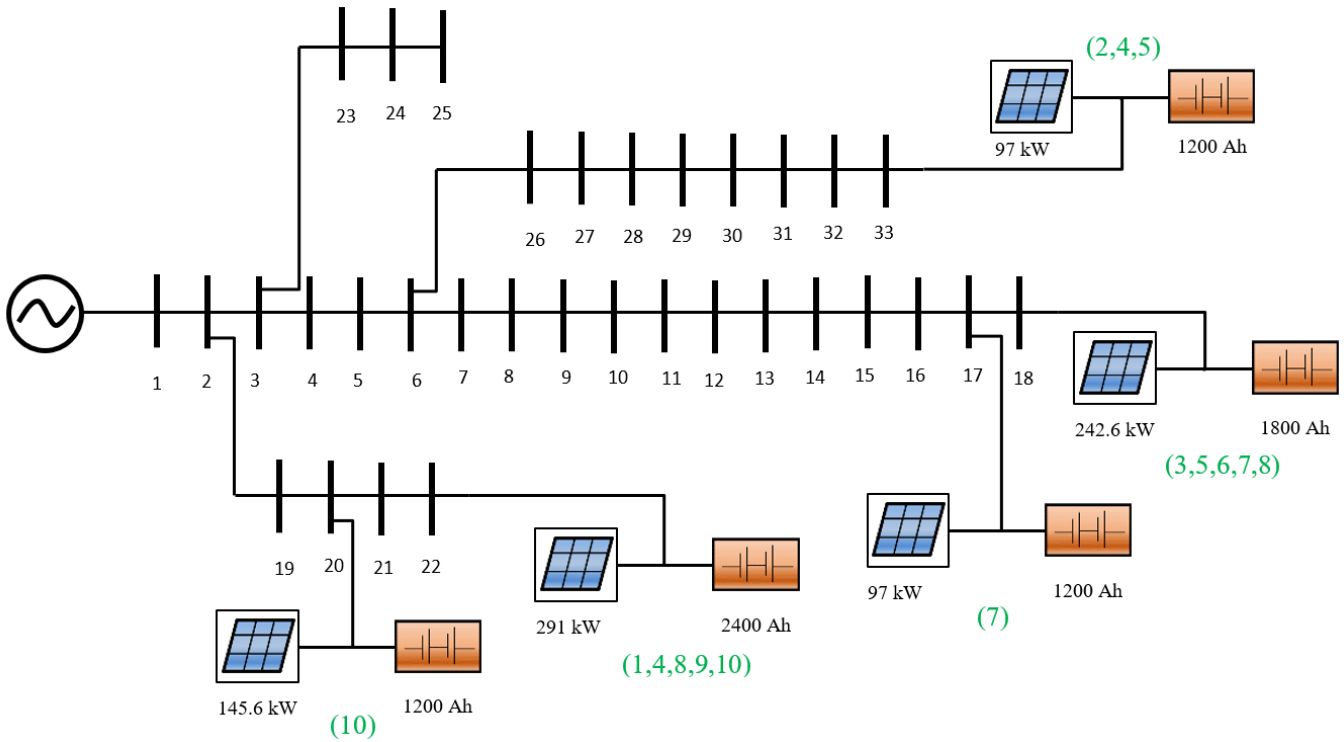 (2,4,5)
97 kW
1200 Ah
23 24 25
26 27 28 29 30 31 32 33
1 2 3 4 5 6 7 8 9 10 11 12 13 14 15 16 17 18
242.6 kW
1800 Ah
(3,5,6,7,8)
19 20 21 22
97 kW
1200 Ah
(7)
291 kW
2400 Ah
(1,4,8,9,10)
145.6 kW
1200 Ah
(10)